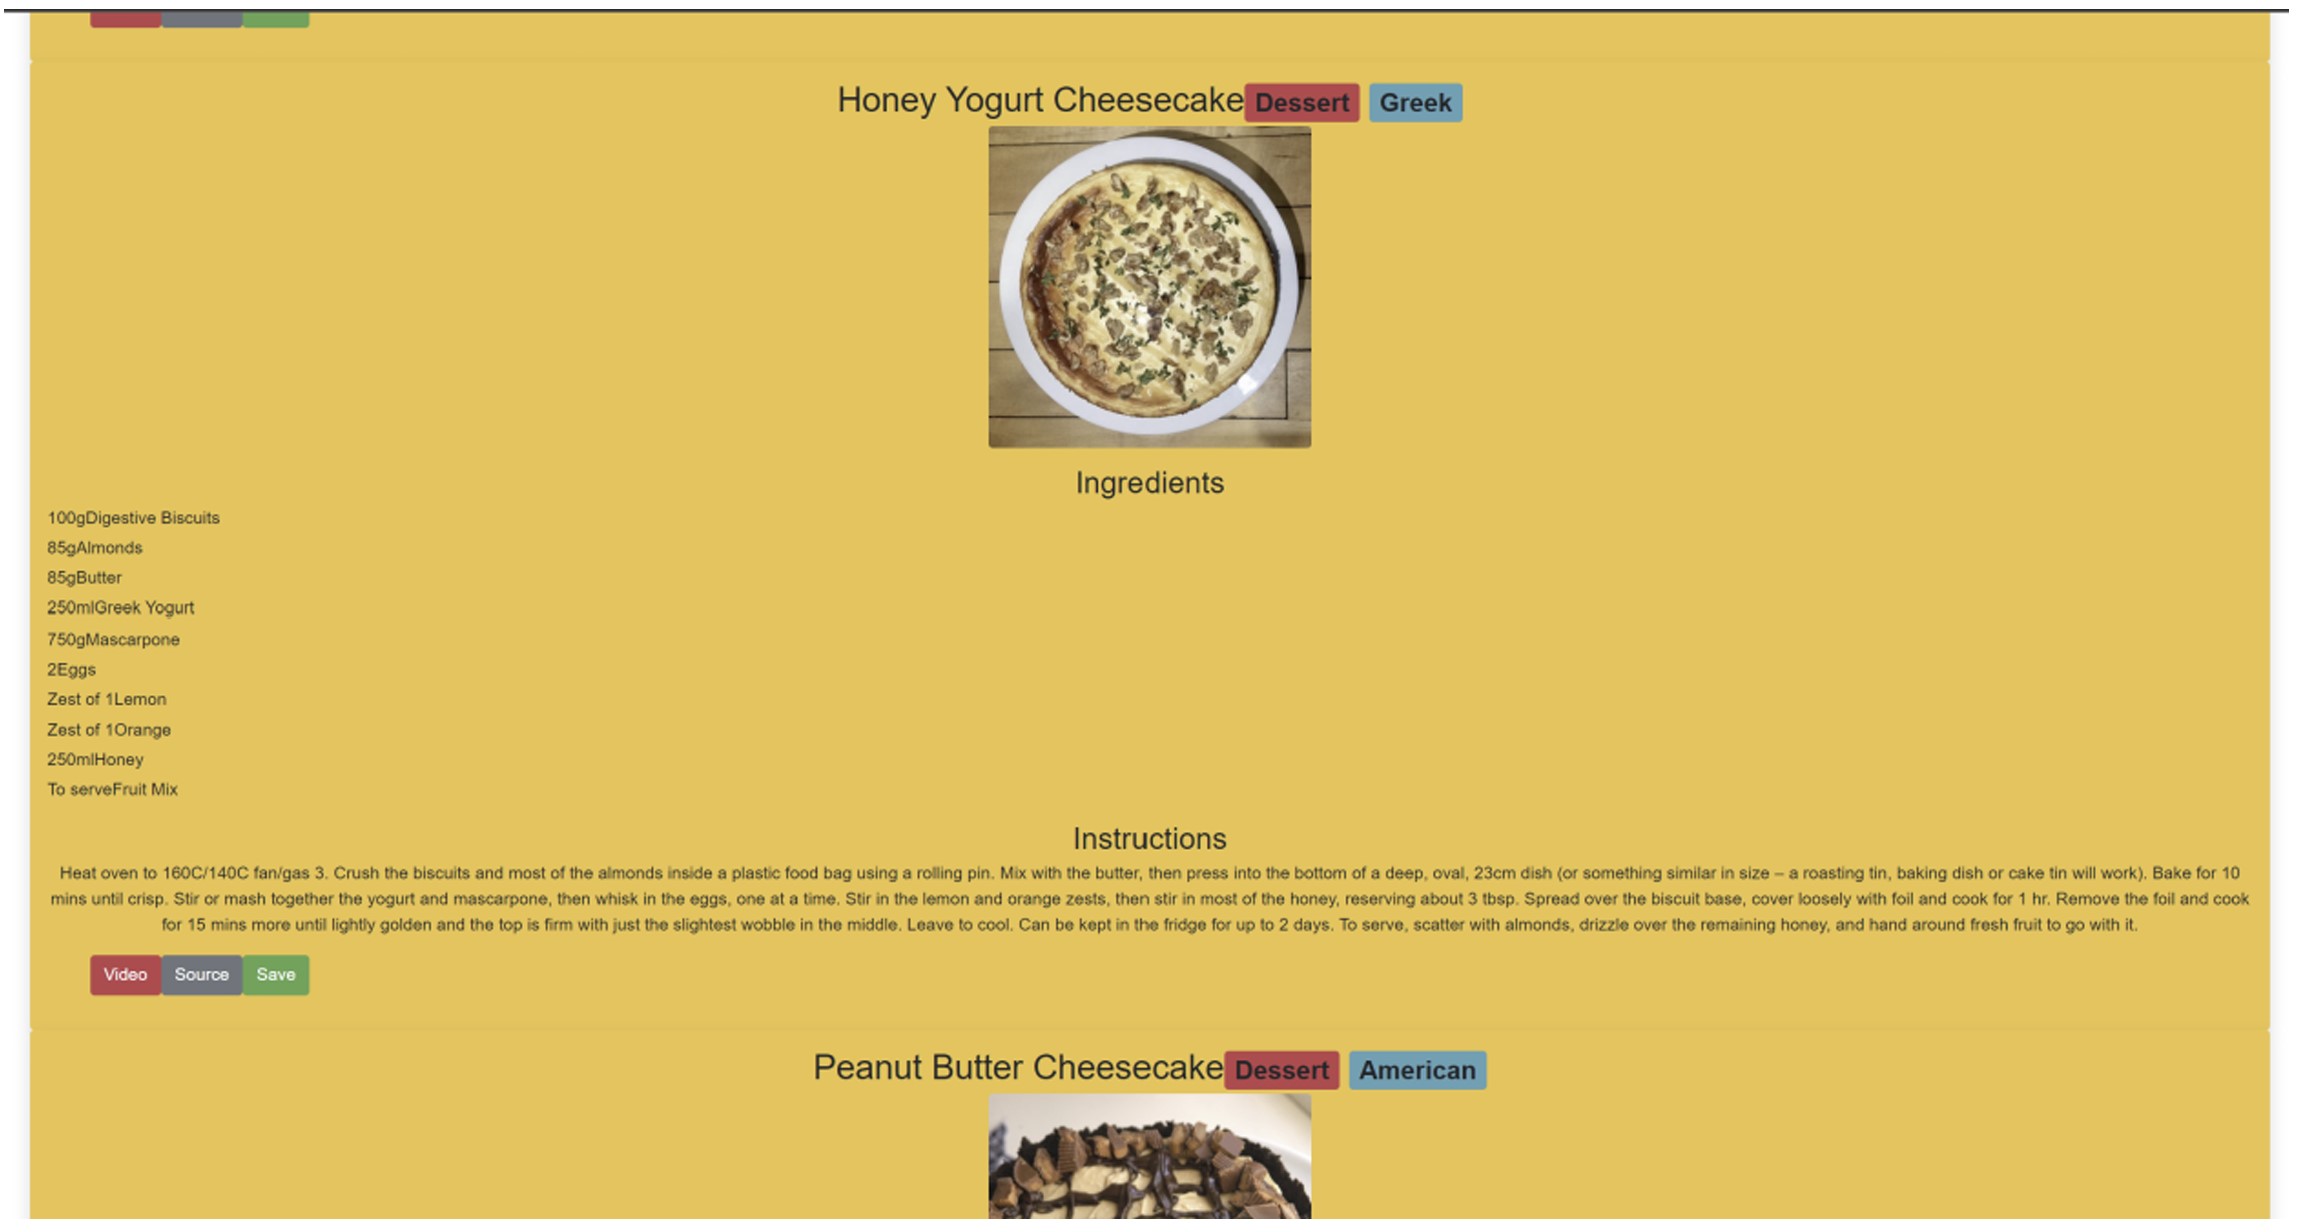 Honey Yogurt Cheesecake Dessert Greek
Ingredients
100gDigestive Biscuits
85gAlmonds
85gButter
250mlGreek Yogurt
750gMascarpone
2Eggs
Zest of 1Lemon
Zest of 1Orange
250mlHoney
To serveFruit Mix
Instructions
Heat oven to 160C/140C fan/gas 3. Crush the biscuits and most of the almonds inside a plastic food bag using a rolling pin. Mix with the butter, then press into the bottom of a deep, oval, 23cm dish (or something similar in size – a roasting tin, baking dish or cake tin will work). Bake for 10
mins until crisp. Stir or mash together the yogurt and mascarpone, then whisk in the eggs, one at a time. Stir in the lemon and orange zests, then stir in most of the honey, reserving about 3 tbsp. Spread over the biscuit base, cover loosely with foil and cook for 1 hr. Remove the foil and cook
for 15 mins more until lightly golden and the top is firm with just the slightest wobble in the middle. Leave to cool. Can be kept in the fridge for up to 2 days. To serve, scatter with almonds, drizzle over the remaining honey, and hand around fresh fruit to go with it.
Video Source Save
Peanut Butter Cheesecake Dessert American